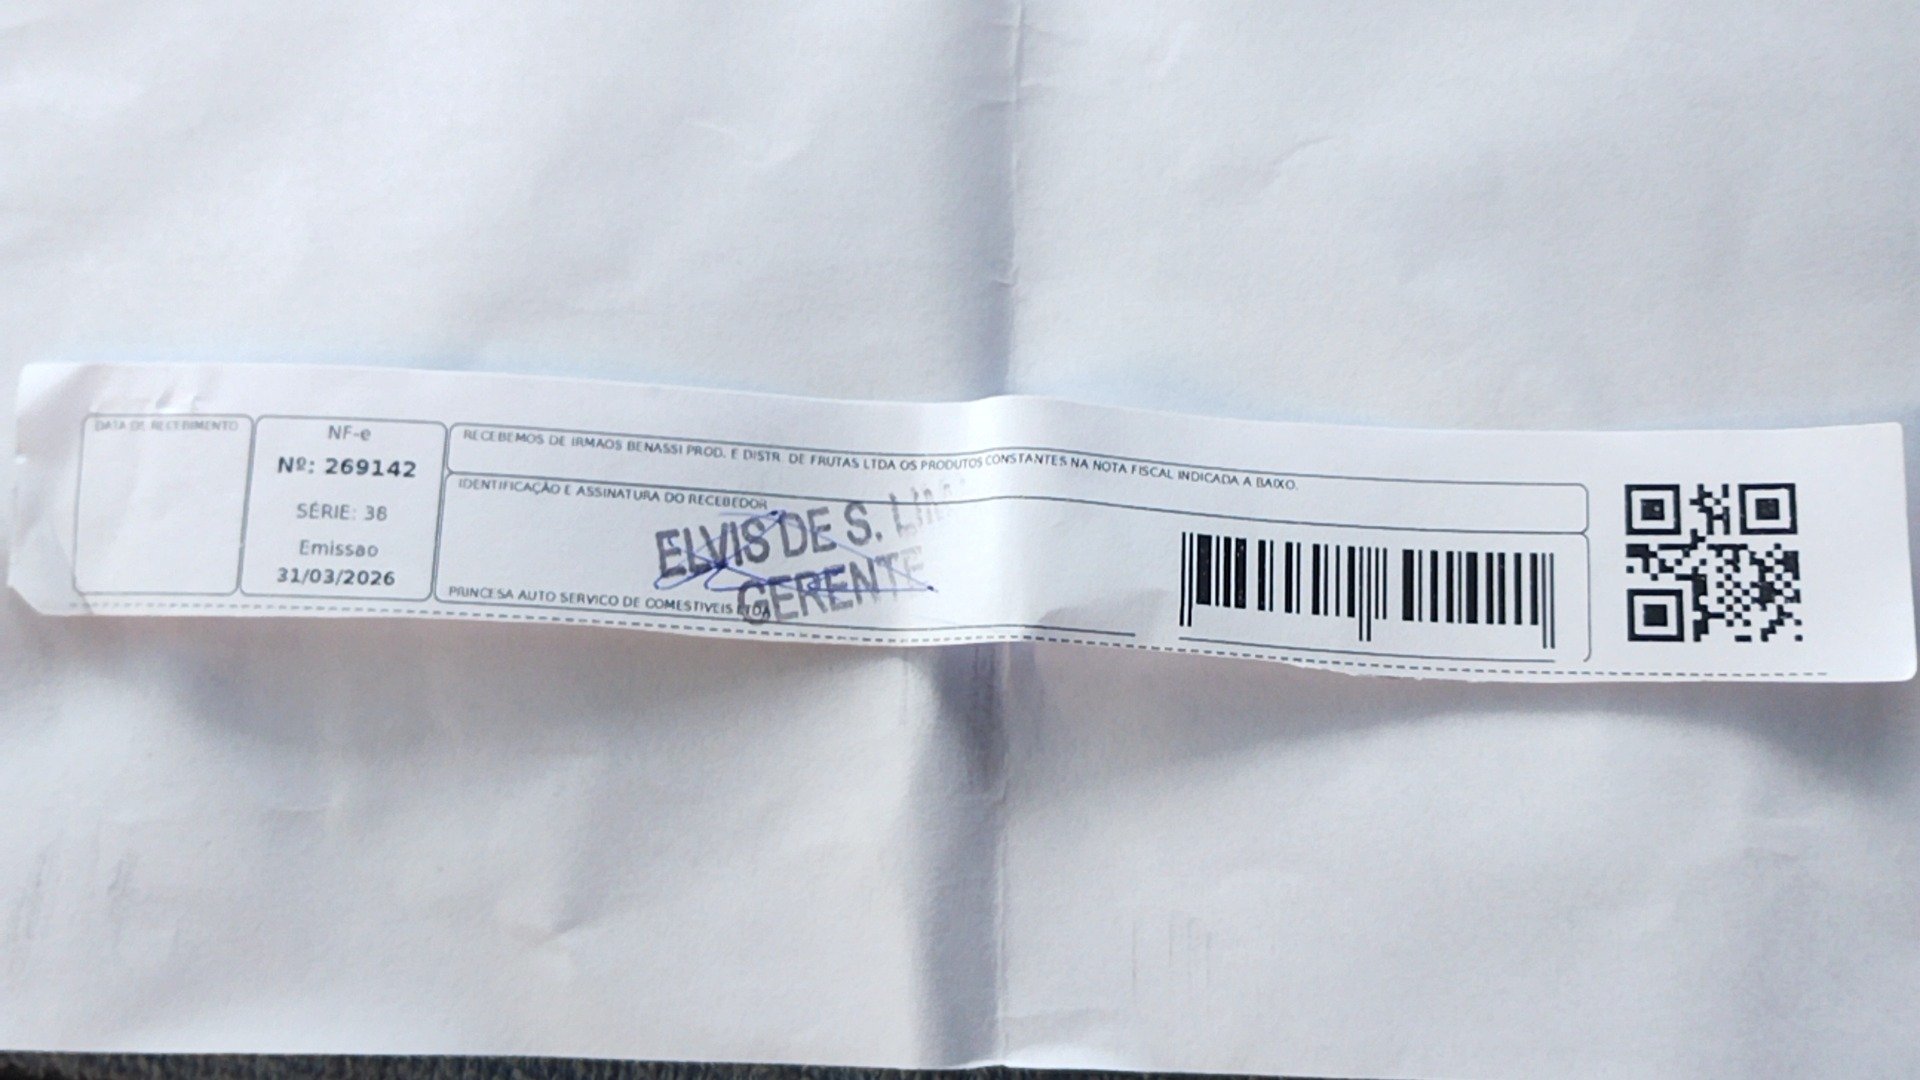 DATA DE RECEBIMENTO
NF-e
Nº: 269142
SÉRIE: 38
Emissao
31/03/2026
RECEBEMOS DE IRMAOS BENASSI PROD. E DISTR. DE FRUTAS LTDA OS PRODUTOS CONSTANTES NA NOTA FISCAL INDICADA A BAIXO.
IDENTIFICAÇÃO E ASSINATURA DO RECEBEDOR
ELVIS DE S.
GERENTE
PRINCESA AUTO SERVICO DE COMESTIVEIS LTDA